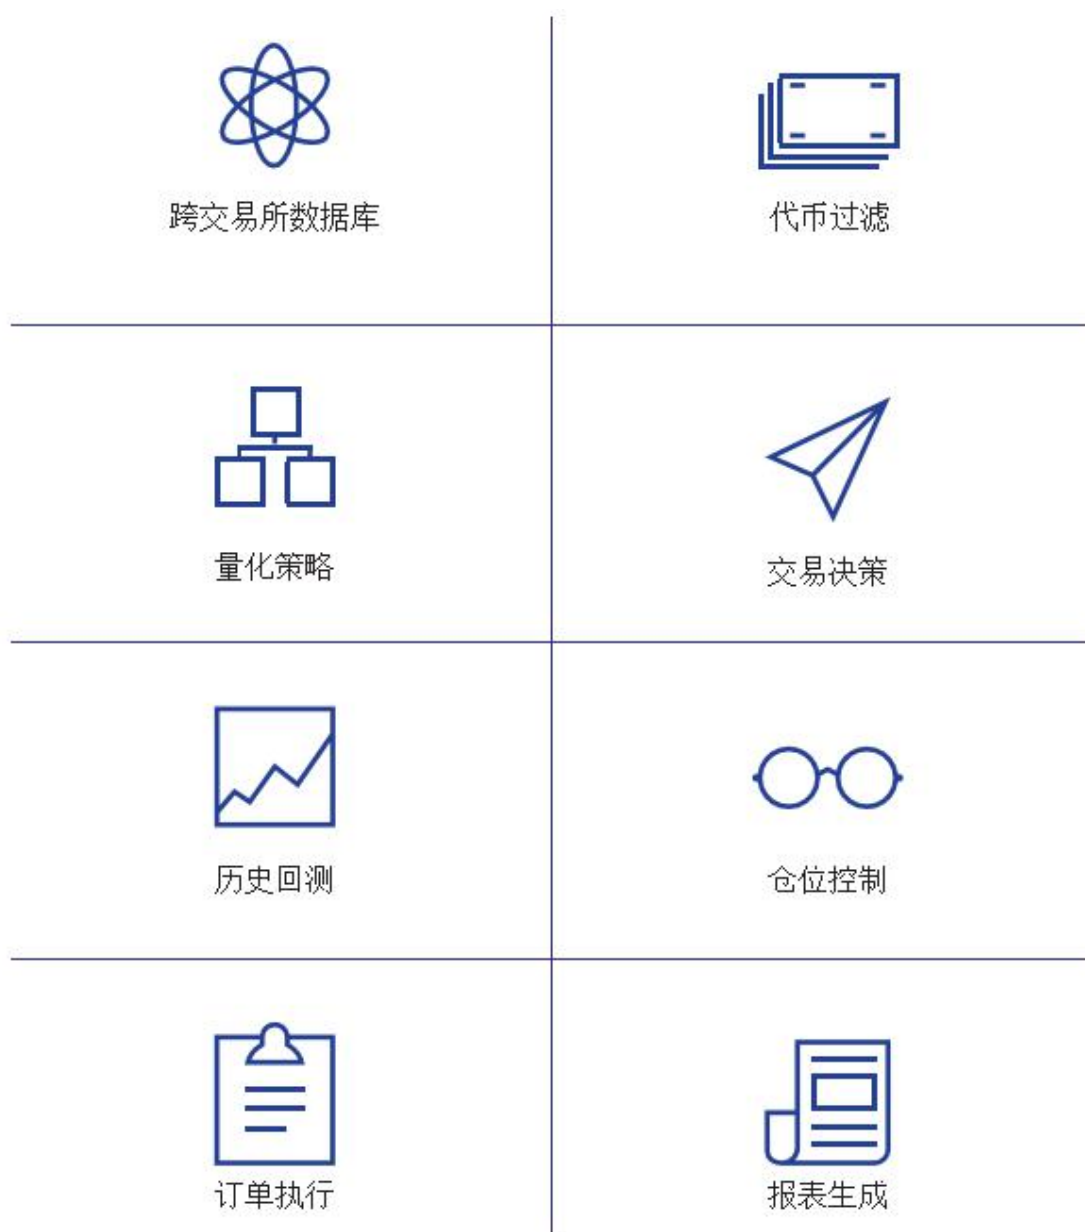 跨交易所数据库
代币过滤
量化策略
交易决策
历史回测
仓位控制
订单执行
报表生成